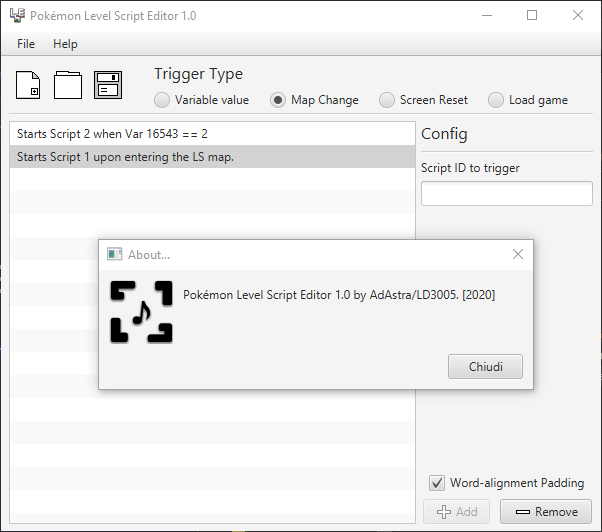 Pokémon Level Script Editor 1.0
File Help
Trigger Type
Variable value Map Change Screen Reset Load game
Starts Script 2 when Var 16543 == 2
Starts Script 1 upon entering the LS map.
Config
Script ID to trigger
About...
Pokémon Level Script Editor 1.0 by AdAstra/LD3005. [2020]
Chiudi
Word-alignment Padding
Add Remove